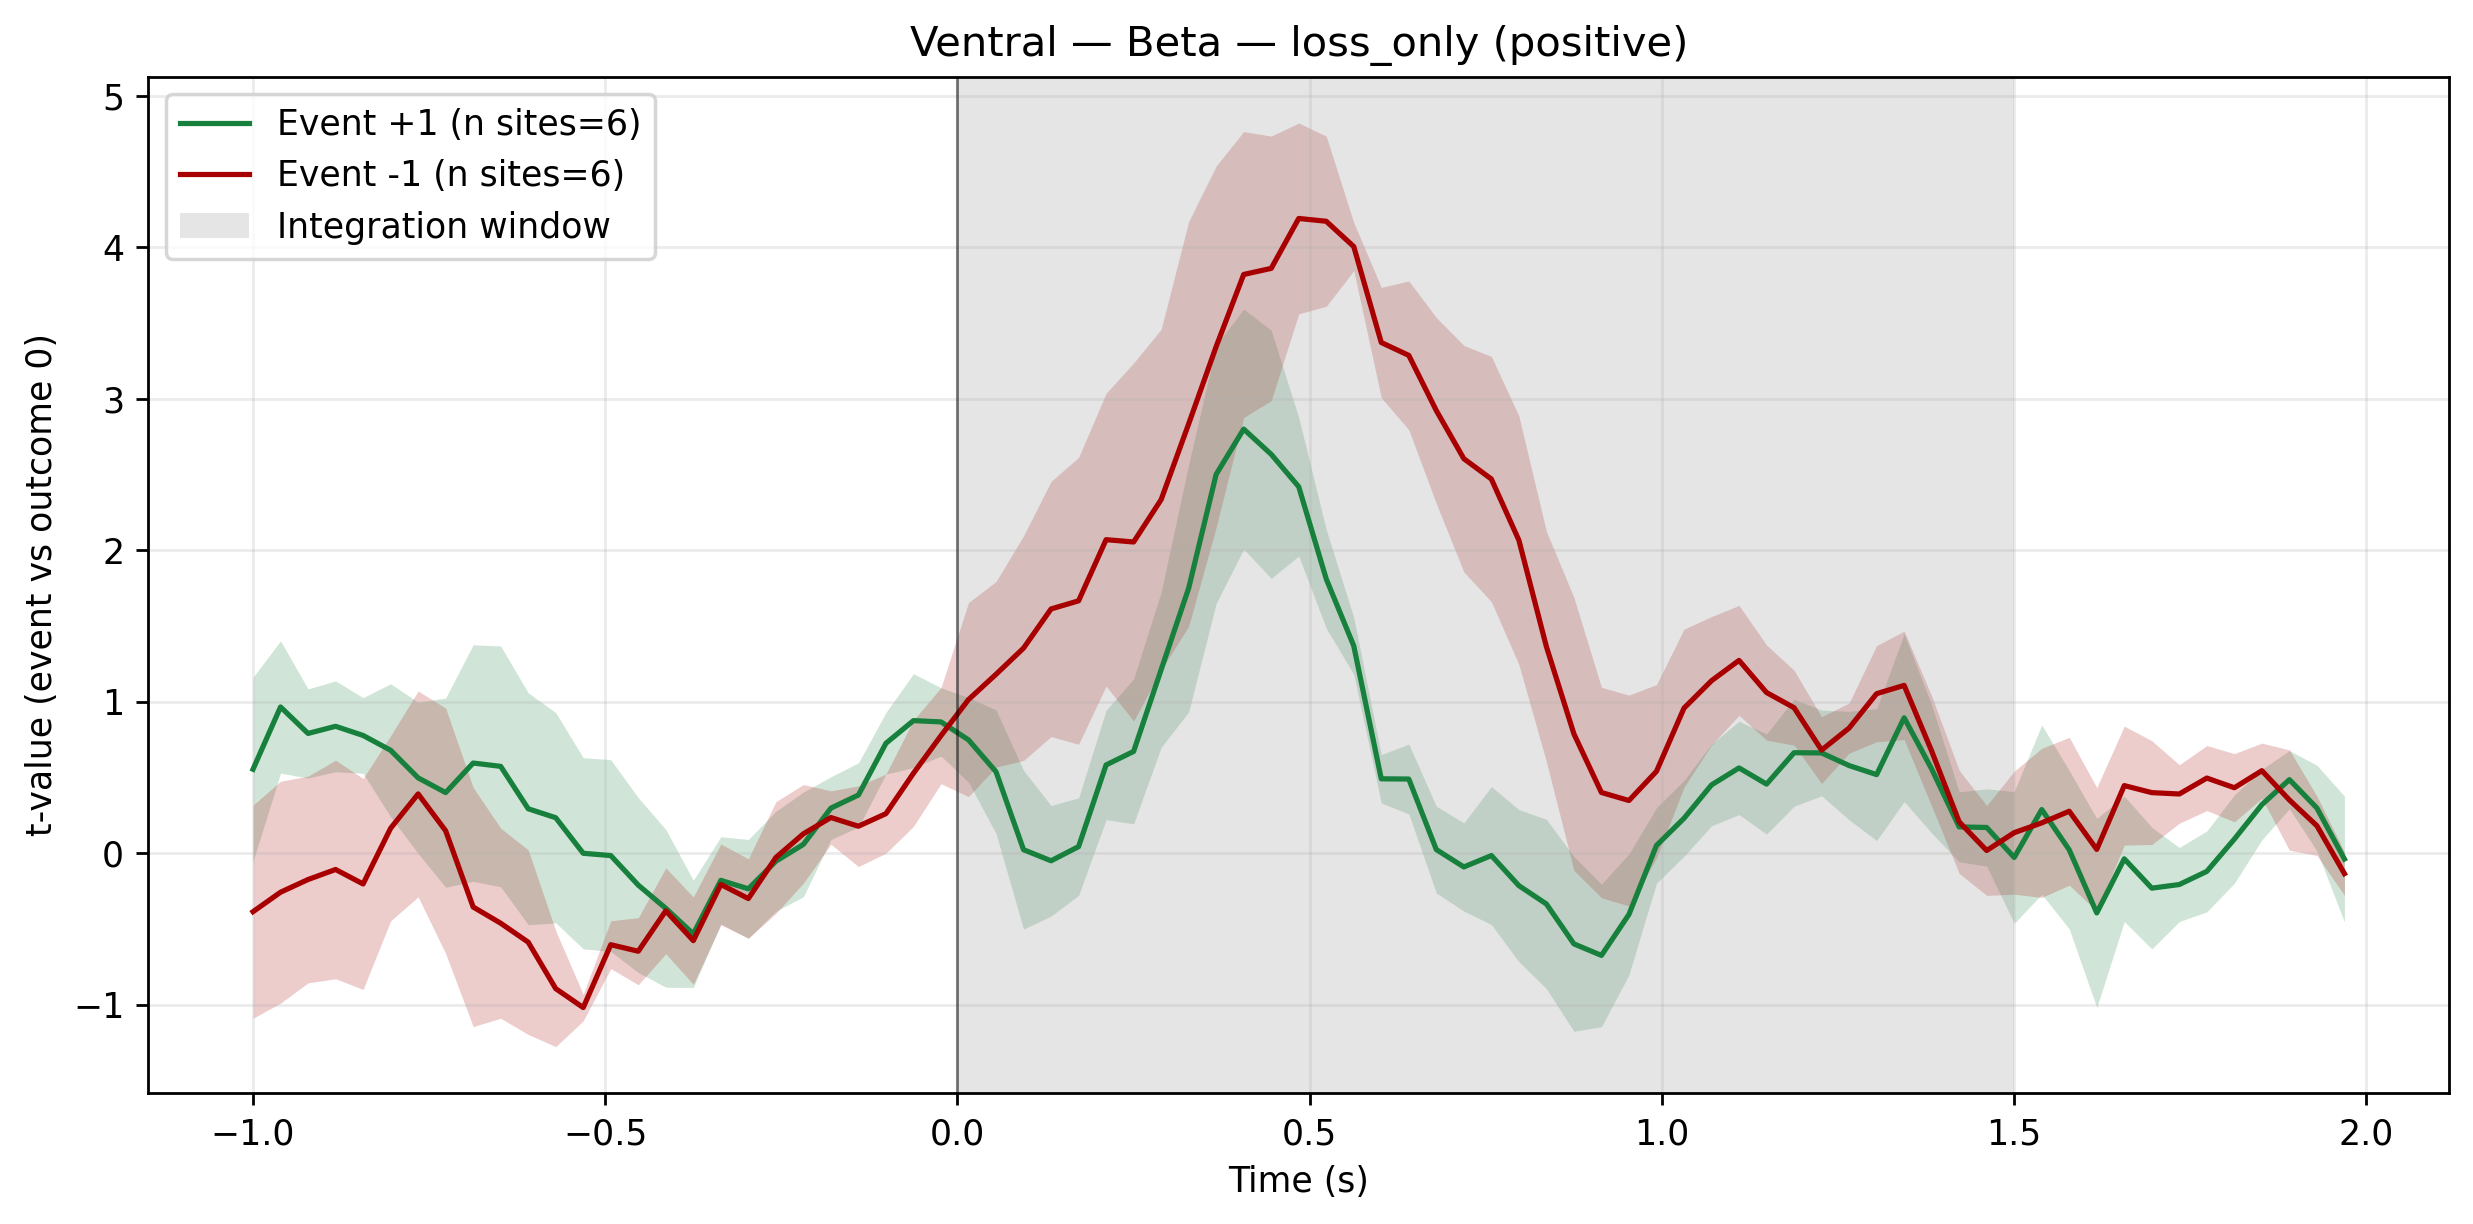 Ventral — Beta — loss_only (positive)
Event +1 (n sites=6)
Event -1 (n sites=6)
Integration window
t-value (event vs outcome 0)
5
4
3
2
1
0
−1
−1.0 −0.5 0.0 0.5 1.0 1.5 2.0
Time (s)